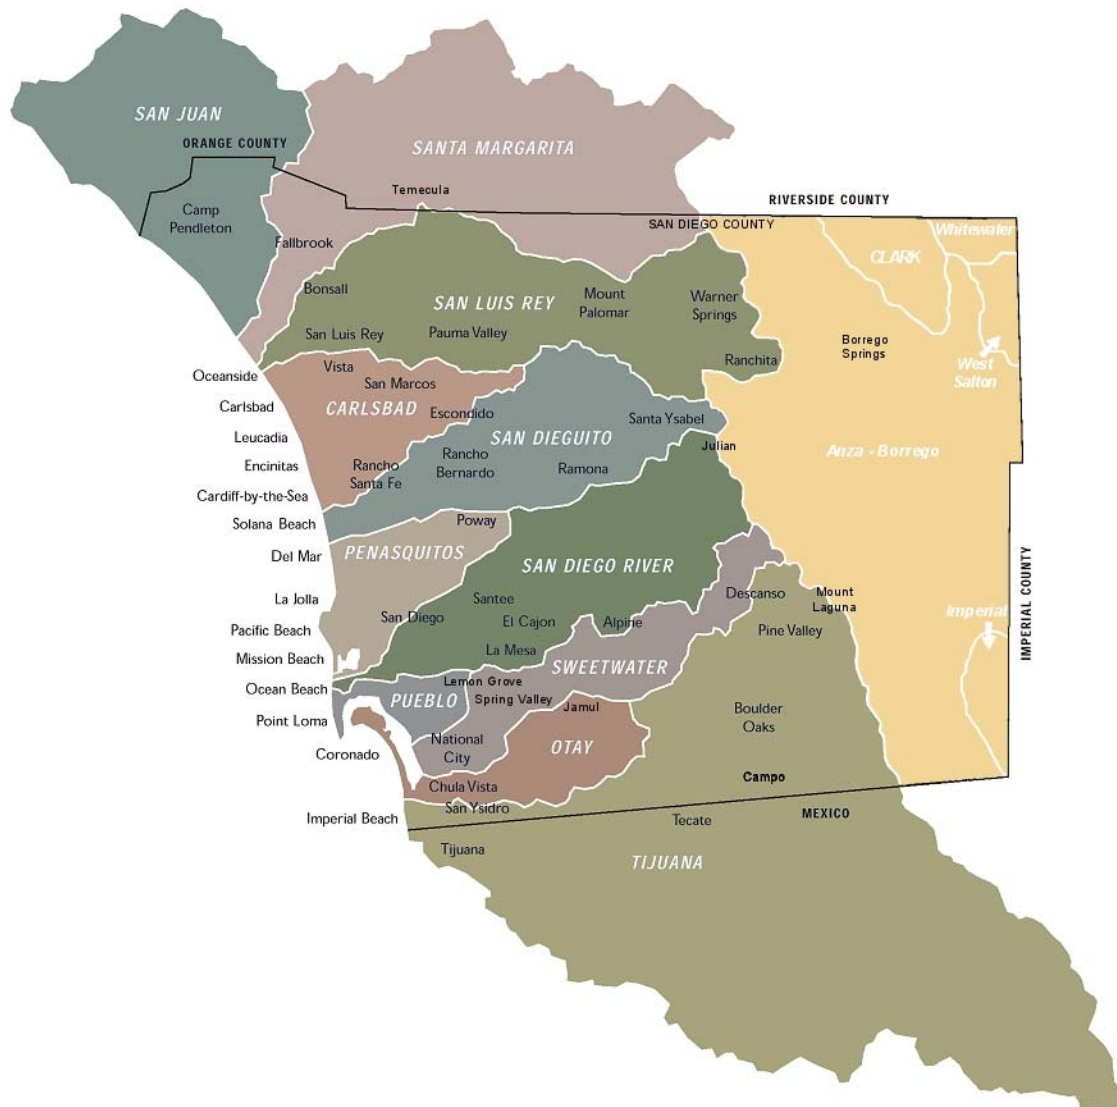 SAN JUAN
ORANGE COUNTY
SANTA MARGARITA
Temecula
RIVERSIDE COUNTY
Camp
Pendleton
SAN DIEGO COUNTY
Whitewater
Fallbrook
CLARK
Bonsall
SAN LUIS REY
Mount
Palomar
Warner
Springs
San Luis Rey
Pauma Valley
Borrego
Springs
Ranchita
West
Salton
Oceanside
Vista
San Marcos
Carlsbad
CARLSBAD
Escondido
Santa Ysabel
Leucadia
SAN DIEGUITO
Julian
Anza - Borrego
Encinitas
Rancho
Santa Fe
Rancho
Bernardo
Ramona
Cardiff-by-the-Sea
Solana Beach
Poway
Del Mar
PENASQUITOS
SAN DIEGO RIVER
IMPERIAL COUNTY
La Jolla
Santee
Descanso
Mount
Laguna
Imperial
San Diego
El Cajon
Alpine
Pacific Beach
Pine Valley
Mission Beach
La Mesa
SWEETWATER
Ocean Beach
Lemon Grove
PUEBLO
Spring Valley
Jamul
Point Loma
Boulder
Oaks
Coronado
National
City
OTAY
Chula Vista
Campo
San Ysidro
Imperial Beach
Tecate
MEXICO
Tijuana
TIJUANA